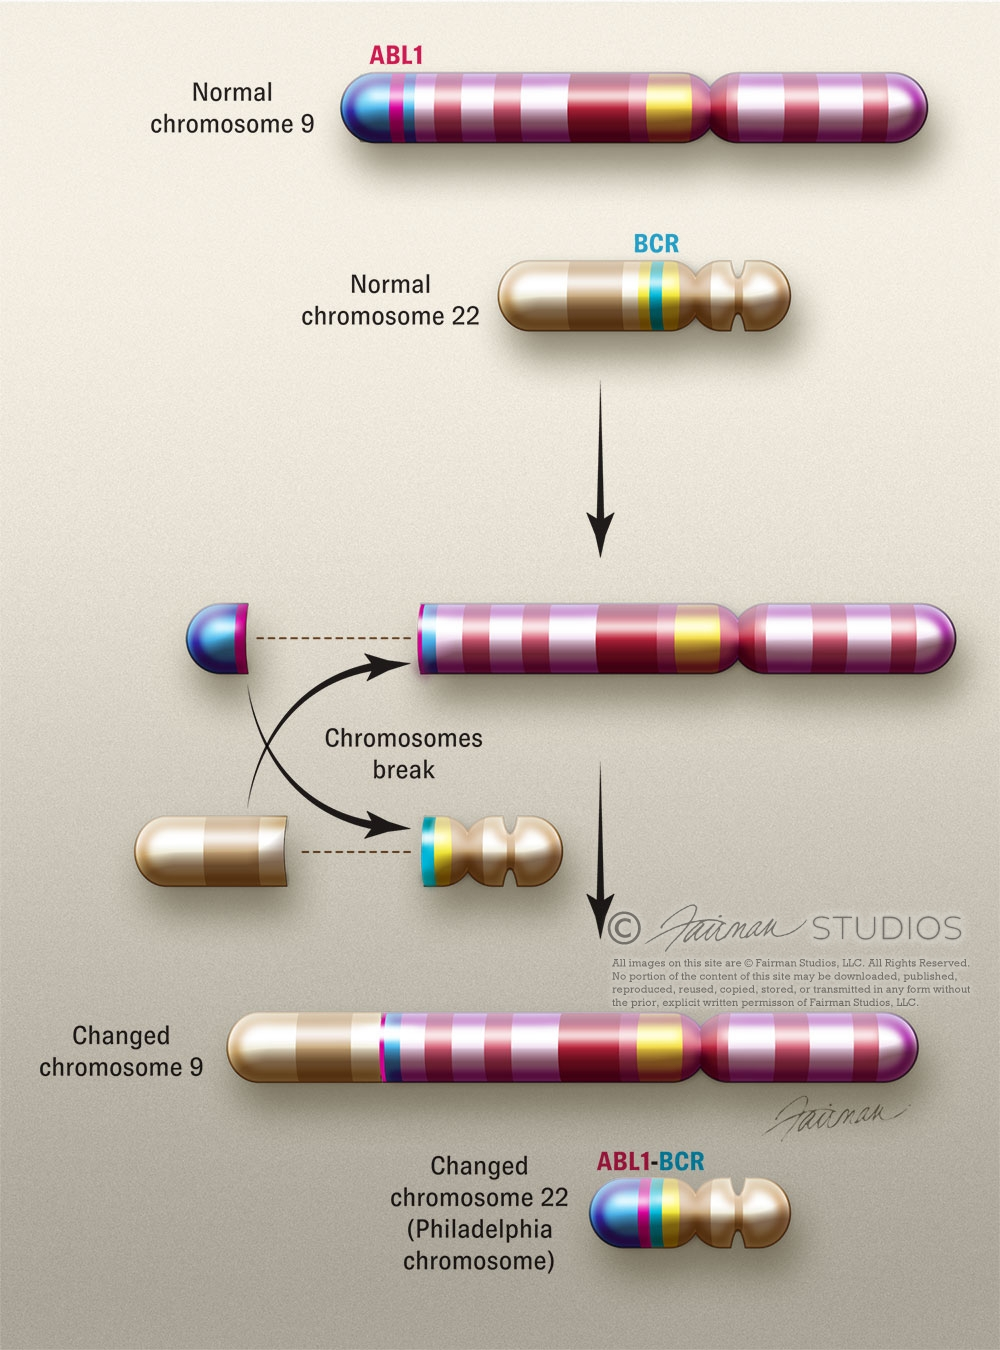 ABL1
Normal
chromosome 9
BCR
Normal
chromosome 22
Chromosomes
break
© Fairman STUDIOS
All images on this site are © Fairman Studios, LLC. All Rights Reserved.
No portion of the content of this site may be downloaded, published,
reproduced, reused, copied, stored, or transmitted in any form without
the prior, explicit written permisson of Fairman Studios, LLC.
Changed
chromosome 9
Fairman
ABL1-BCR
Changed
chromosome 22
(Philadelphia
chromosome)